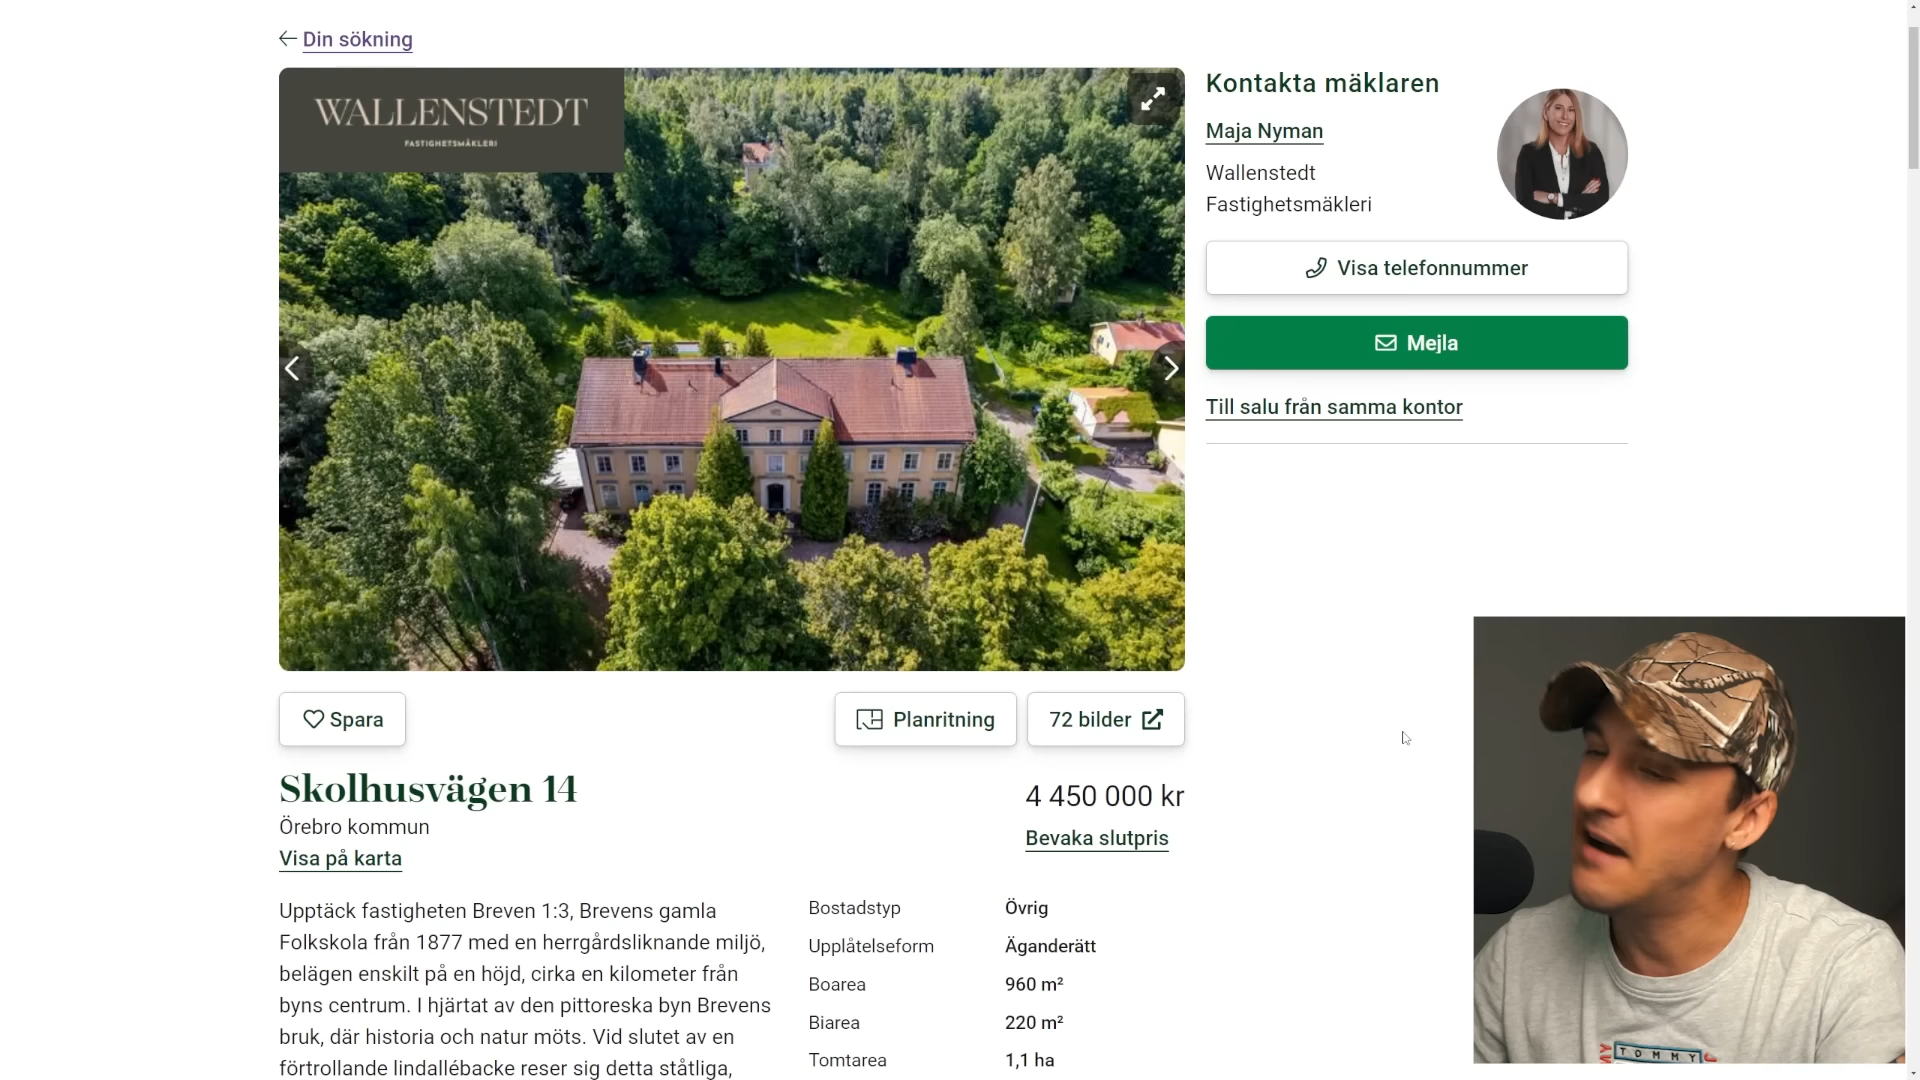 Din sökning
WALLENSTEDT
FASTIGHETSMÄKLERI
Kontakta mäklaren
Maja Nyman
Wallenstedt
Fastighetsmäkleri
Visa telefonnummer
Mejla
Till salu från samma kontor
Spara
Planritning
72 bilder
Skolhusvägen 14
4 450 000 kr
Örebro kommun
Bevaka slutpris
Visa på karta
Upptäck fastigheten Breven 1:3, Brevens gamla
Folkskola från 1877 med en herrgårdsliknande miljö,
belägen enskilt på en höjd, cirka en kilometer från
byns centrum. I hjärtat av den pittoreska byn Brevens
bruk, där historia och natur möts. Vid slutet av en
förtrollande lindallébacke reser sig detta ståtliga,
Bostadstyp Övrig
Upplåtelseform Äganderätt
Boarea 960 m²
Biarea 220 m²
Tomtarea 1,1 ha
TOMMY